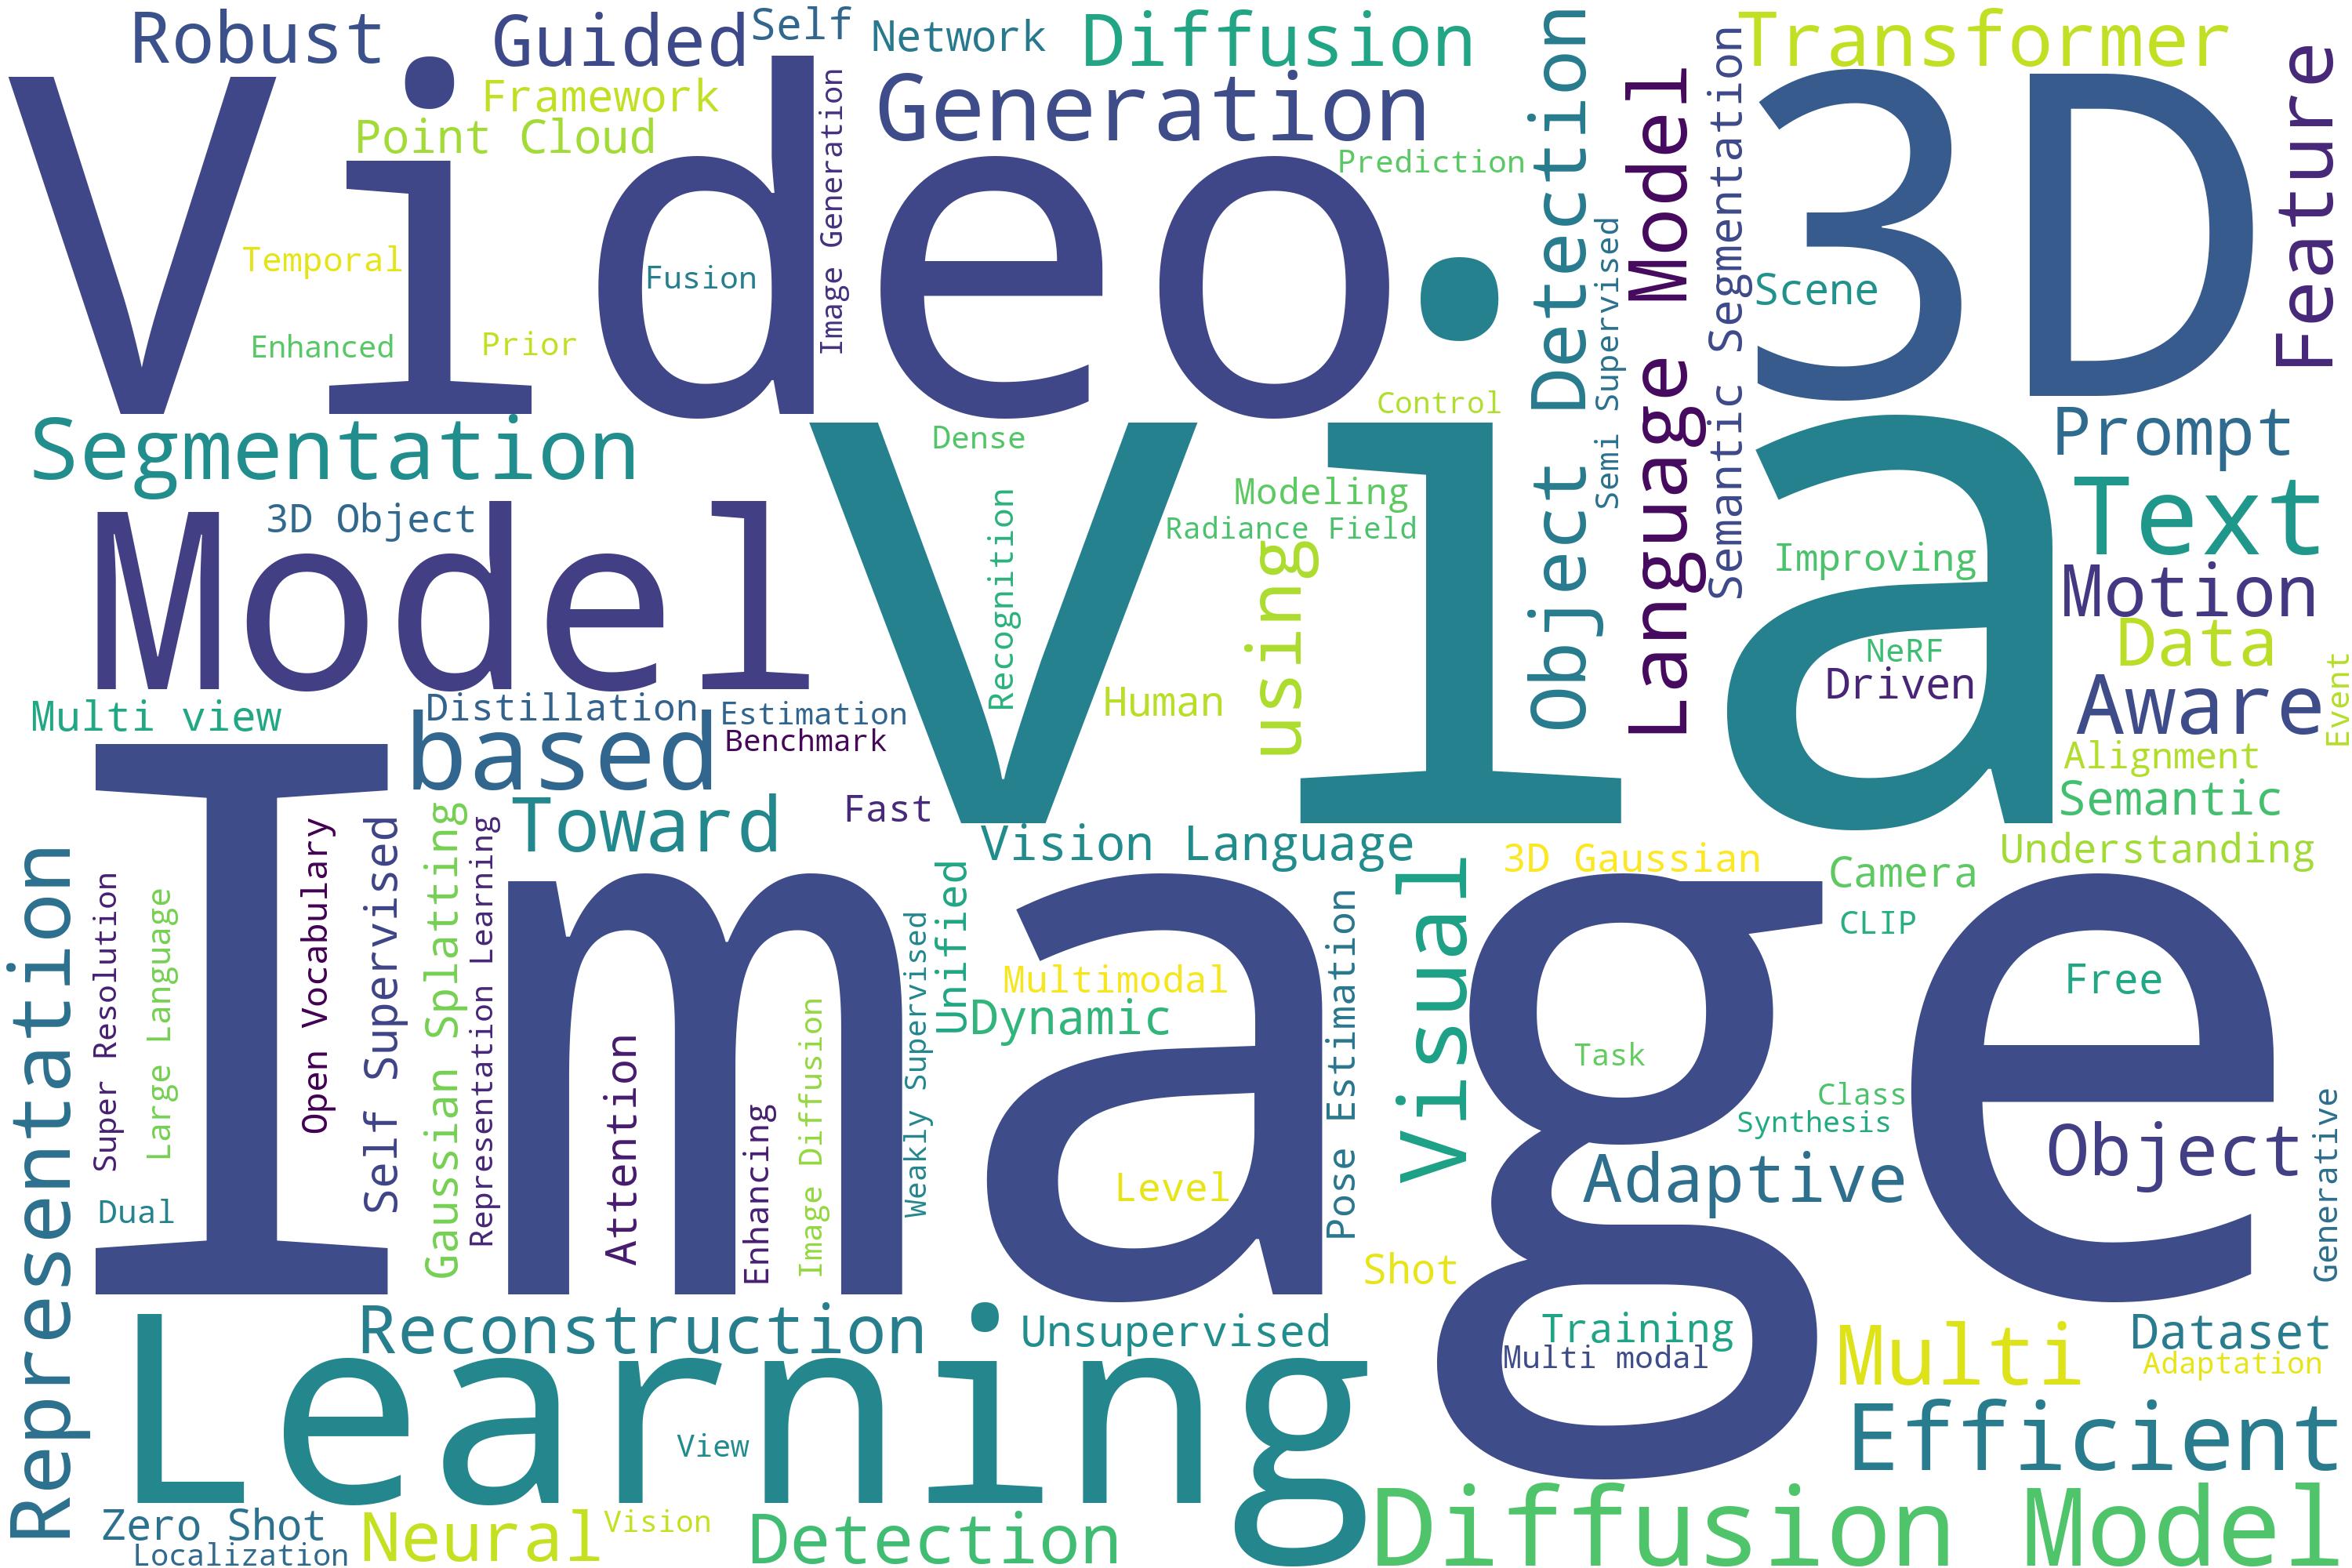 Robust
Guided
Self
Network
Diffusion
Transformer
Video
3D
Framework
Generation
Point Cloud
Image Generation
Prediction
Object Detection
Language Model
Semantic Segmentation
Semi Supervised
Feature
Temporal
Fusion
Scene
Enhanced
Prior
Control
Segmentation
Dense
via
Prompt
Model
3D Object
Recognition
Modeling
Radiance Field
using
Text
Improving
Motion
NeRF
Data
Driven
Human
Aware
Event
Multi view
Distillation
Estimation
based
Benchmark
Alignment
Semantic
Toward
Fast
Vision Language
3D Gaussian
Understanding
Camera
CLIP
Image
Representation
Super Resolution
Large Language
Open Vocabulary
Self Supervised
Gaussian Splatting
Representation Learning
Attention
Enhancing
Image Diffusion
Weakly Supervised
Unified
Multimodal
Dynamic
Level
Pose Estimation
Visual
Free
Task
Class
Synthesis
Object
Adaptive
Generative
Dual
Shot
Reconstruction
Unsupervised
Training
Multi modal
Multi
Dataset
Adaptation
Learning
View
Efficient
Zero Shot
Localization
Neural
Vision
Detection
Diffusion Model